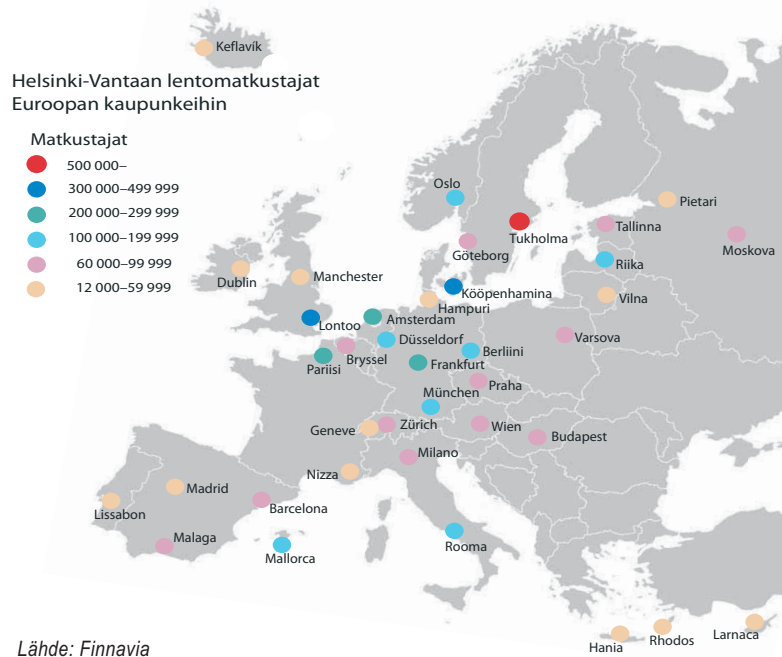 Keflavík
Helsinki-Vantaan lentomatkustajat
Euroopan kaupunkeihin
Matkustajat
500 000–
300 000–499 999
200 000–299 999
100 000–199 999
60 000–99 999
12 000–59 999
Oslo
Pietari
Tallinna
Tukholma
Moskova
Göteborg
Riika
Manchester
Dublin
Kööpenhamina
Vilna
Hampuri
Lontoo
Amsterdam
Düsseldorf
Varsova
Berliini
Bryssel
Pariisi
Frankfurt
Praha
München
Geneve
Zürich
Wien
Budapest
Milano
Nizza
Madrid
Barcelona
Lissabon
Malaga
Mallorca
Rooma
Larnaca
Rhodos
Hania
Lähde: Finnavia